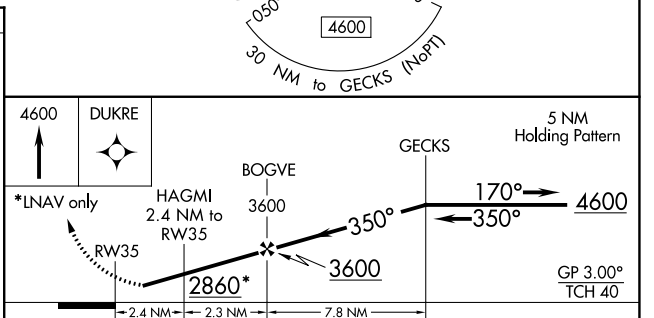 050°
4600
30 NM to GECKS (NoPT)
4600
DUKRE
5 NM
Holding Pattern
GECKS
BOGVE
3600
*LNAV only
HAGMI
2.4 NM to
RW35
RW35
350°
170°
350°
4600
3600
2860*
GP 3.00°
TCH 40
2.4 NM
2.3 NM
7.8 NM